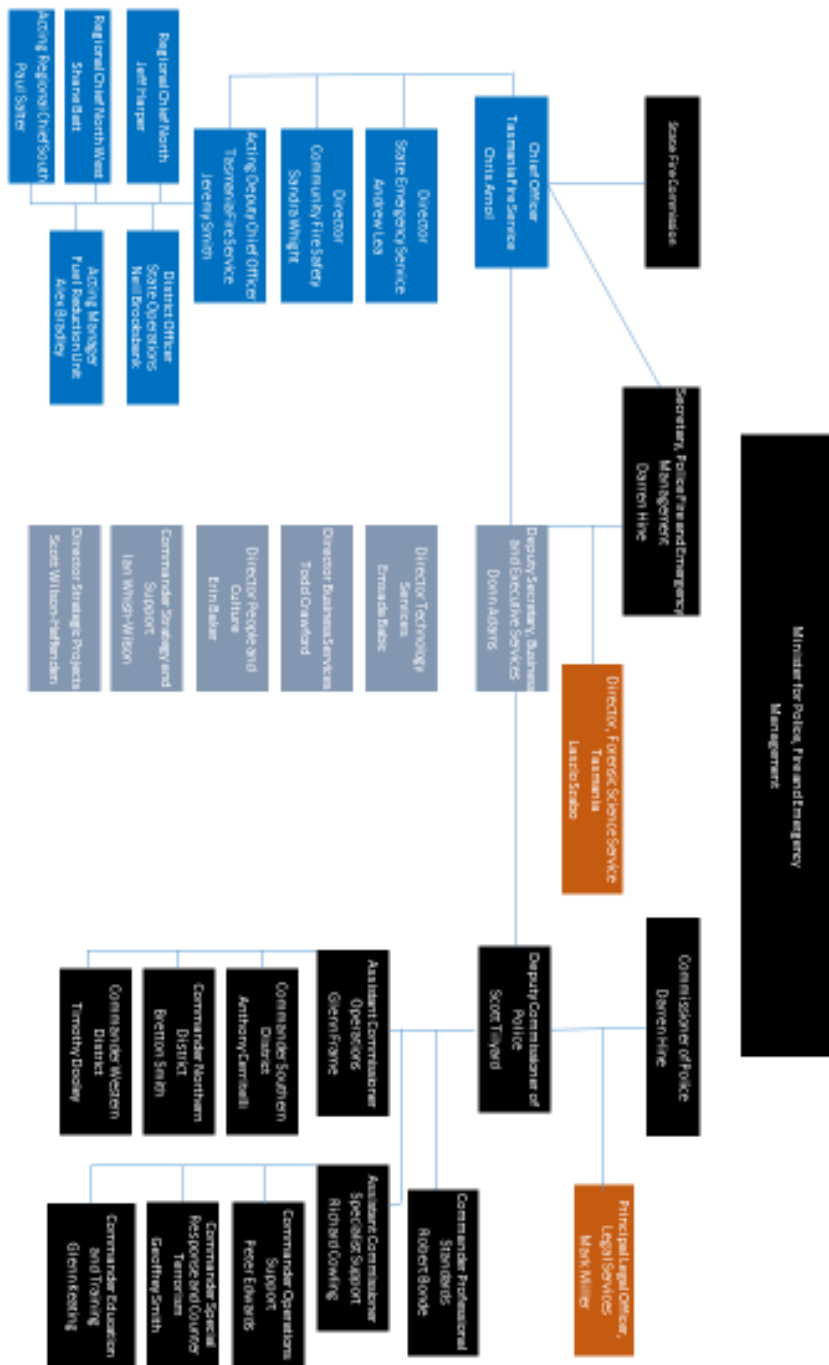 Minister for Police, Fire and Emergency
Management
State Fire Commission
Secretary, Police Fire and Emergency
Management
Darren Hine
Commissioner of Police
Darren Hine
Director, Forensic Science Service
Tasmania
Laszlo Szabo
Principal Legal Officer,
Legal Services
Mark Miller
Chief Officer
Tasmania Fire Service
Chris Arnol
Deputy Secretary, Business
and Executive Services
Donn Adams
Deputy Commissioner of
Police
Scott Tilyard
Director
State Emergency Service
Andrew Lea
Director Technology
Services
Commander Professional
Standards
Robert Bonde
Director
Community Fire Safety
Sandra Whight
Director Business Services
Todd Crawford
Assistant Commissioner
Operations
Glenn Frame
Assistant Commissioner
Specialist Support
Richard Cowling
Acting Deputy Chief Officer
Tasmania Fire Service
Jeremy Smith
Director People and
Culture
Erin Baker
Commander Southern
District
Anthony Cerritelli
Commander Operations
Support
Peter Edwards
Regional Chief North
Jeff Harper
District Officer
State Operations
Neil Brooksbank
Commander Strategy and
Support
Ian Whish-Wilson
Commander Northern
District
Bretton Smith
Commander Special
Response and Counter
Terrorism
Geoffrey Smith
Regional Chief North West
Shane Batt
Acting Manager
Fuel Reduction Unit
Alex Bradley
Director Strategic Projects
Scott Wilson-Haffenden
Commander Western
District
Timothy Dooley
Commander Education
and Training
Glenn Keating
Acting Regional Chief South
Paul Salter